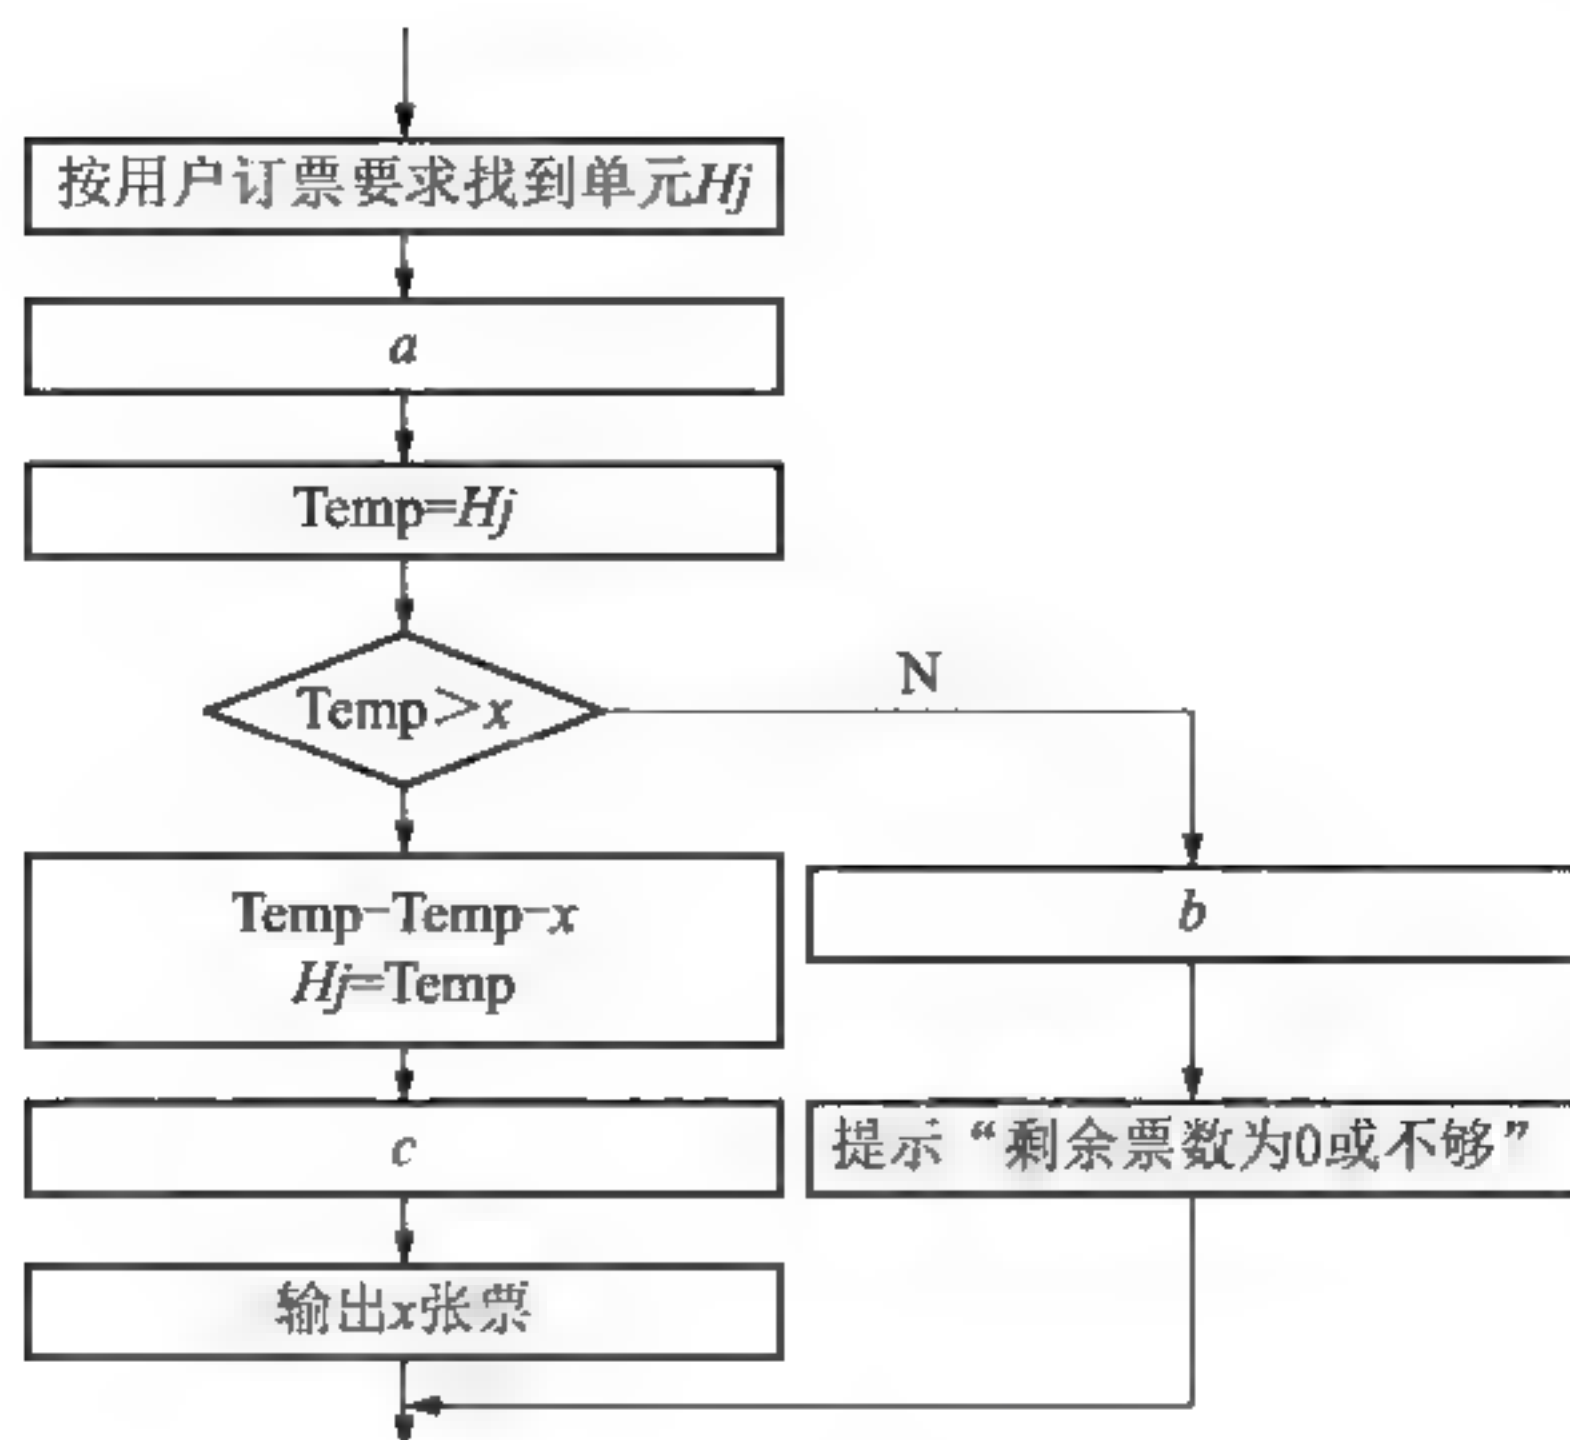 按用户订票要求找到单元Hj
a
Temp=Hj
Temp>x
N
Temp-Temp-x
Hj=Temp
b
c
提示“剩余票数为0或不够”
输出x张票